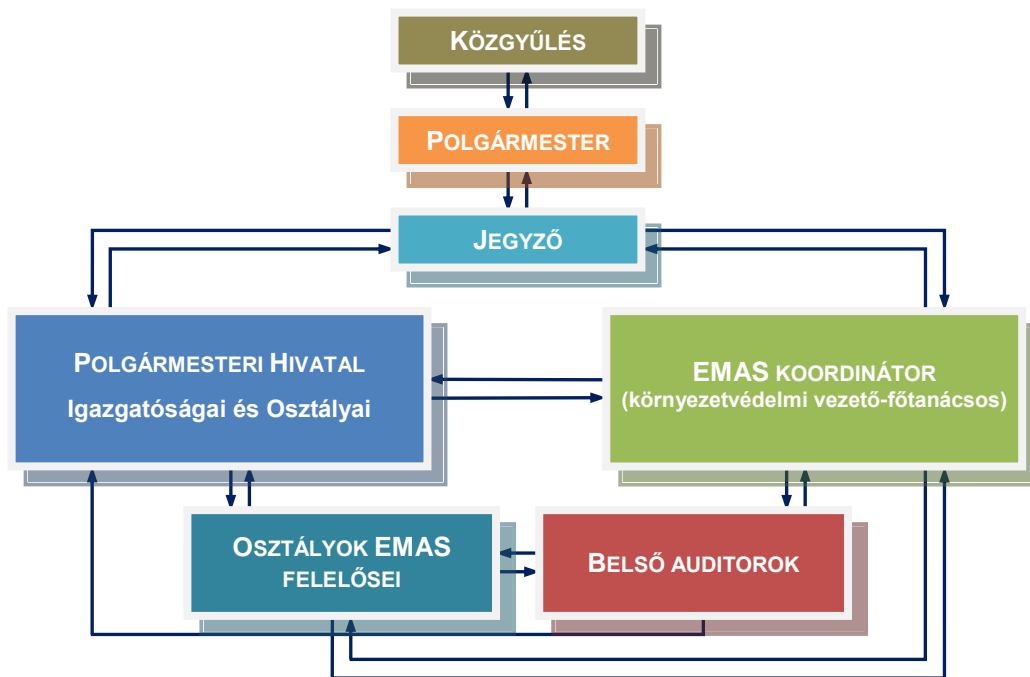 KÖZGYŰLÉS
POLGÁRMESTER
JEGYZŐ
POLGÁRMESTERI HIVATAL
Igazgatóságai és Osztályai
EMAS KOORDINÁTOR
(környezetvédelmi vezető-főtanácsos)
OSZTÁLYOK EMAS
FELELŐSEI
BELSŐ AUDITOROK